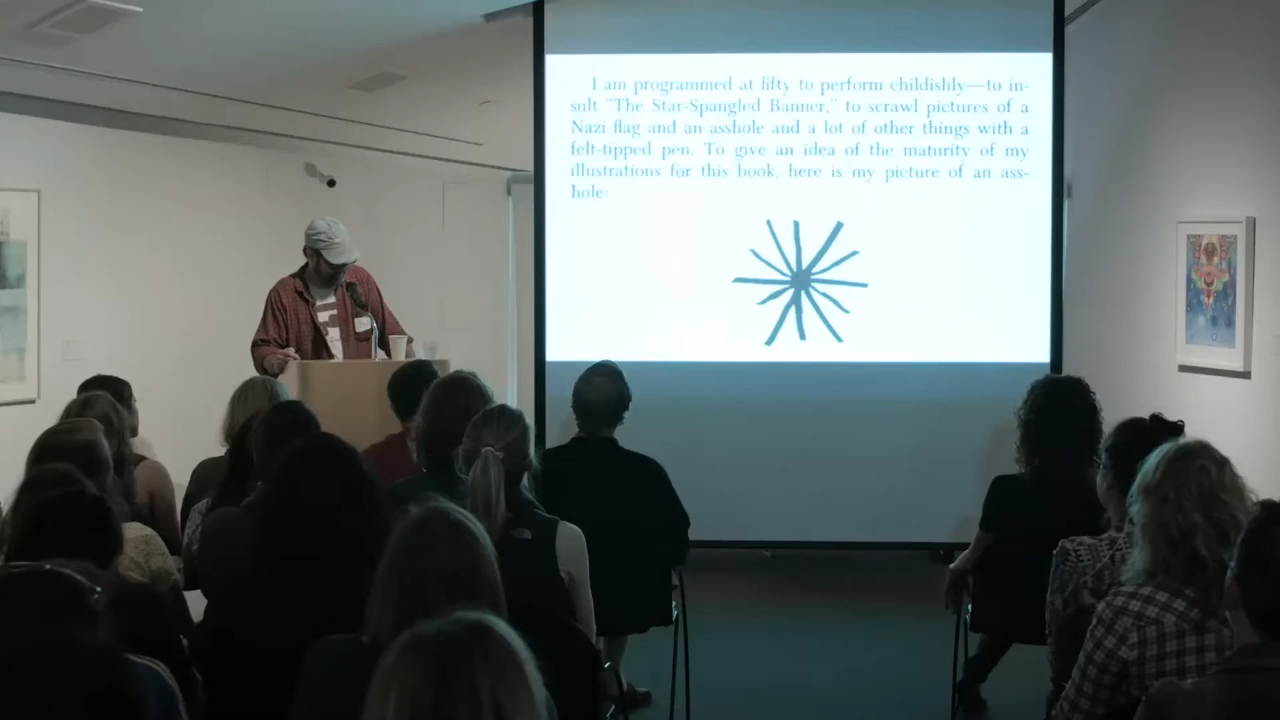 I am programmed at fifty to perform childishly—to in-
sult "The Star-Spangled Banner," to scrawl pictures of a
Nazi flag and an asshole and a lot of other things with a
felt-tipped pen. To give an idea of the maturity of my
illustrations for this book, here is my picture of an ass-
hole: